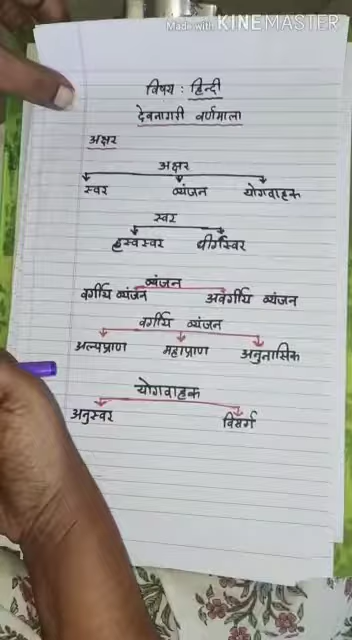 Made with KINEMASTER
विषय : हिन्दी
देवनागरी वर्णमाला
अक्षर
अक्षर
स्वर व्यंजन योगवाहक
स्वर
ह्रस्वस्वर दीर्घस्वर
व्यंजन
वर्गीय व्यंजन अवर्गीय व्यंजन
वर्गीय व्यंजन
अल्पप्राण महाप्राण अनुनासिक
योगवाहक
अनुस्वर विसर्ग